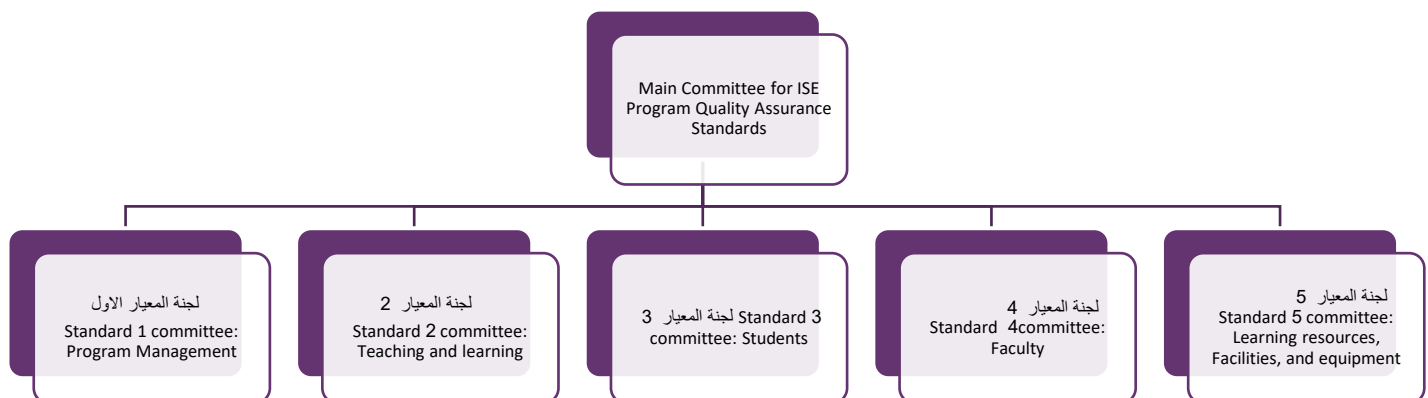 Main Committee for ISE
Program Quality Assurance
Standards
لجنة المعيار الاول
Standard 1 committee:
Program Management
لجنة المعيار 2
Standard 2 committee:
Teaching and learning
لجنة المعيار 3 Standard 3
committee: Students
لجنة المعيار 4
Standard 4committee:
Faculty
لجنة المعيار 5
Standard 5 committee:
Learning resources,
Facilities, and equipment